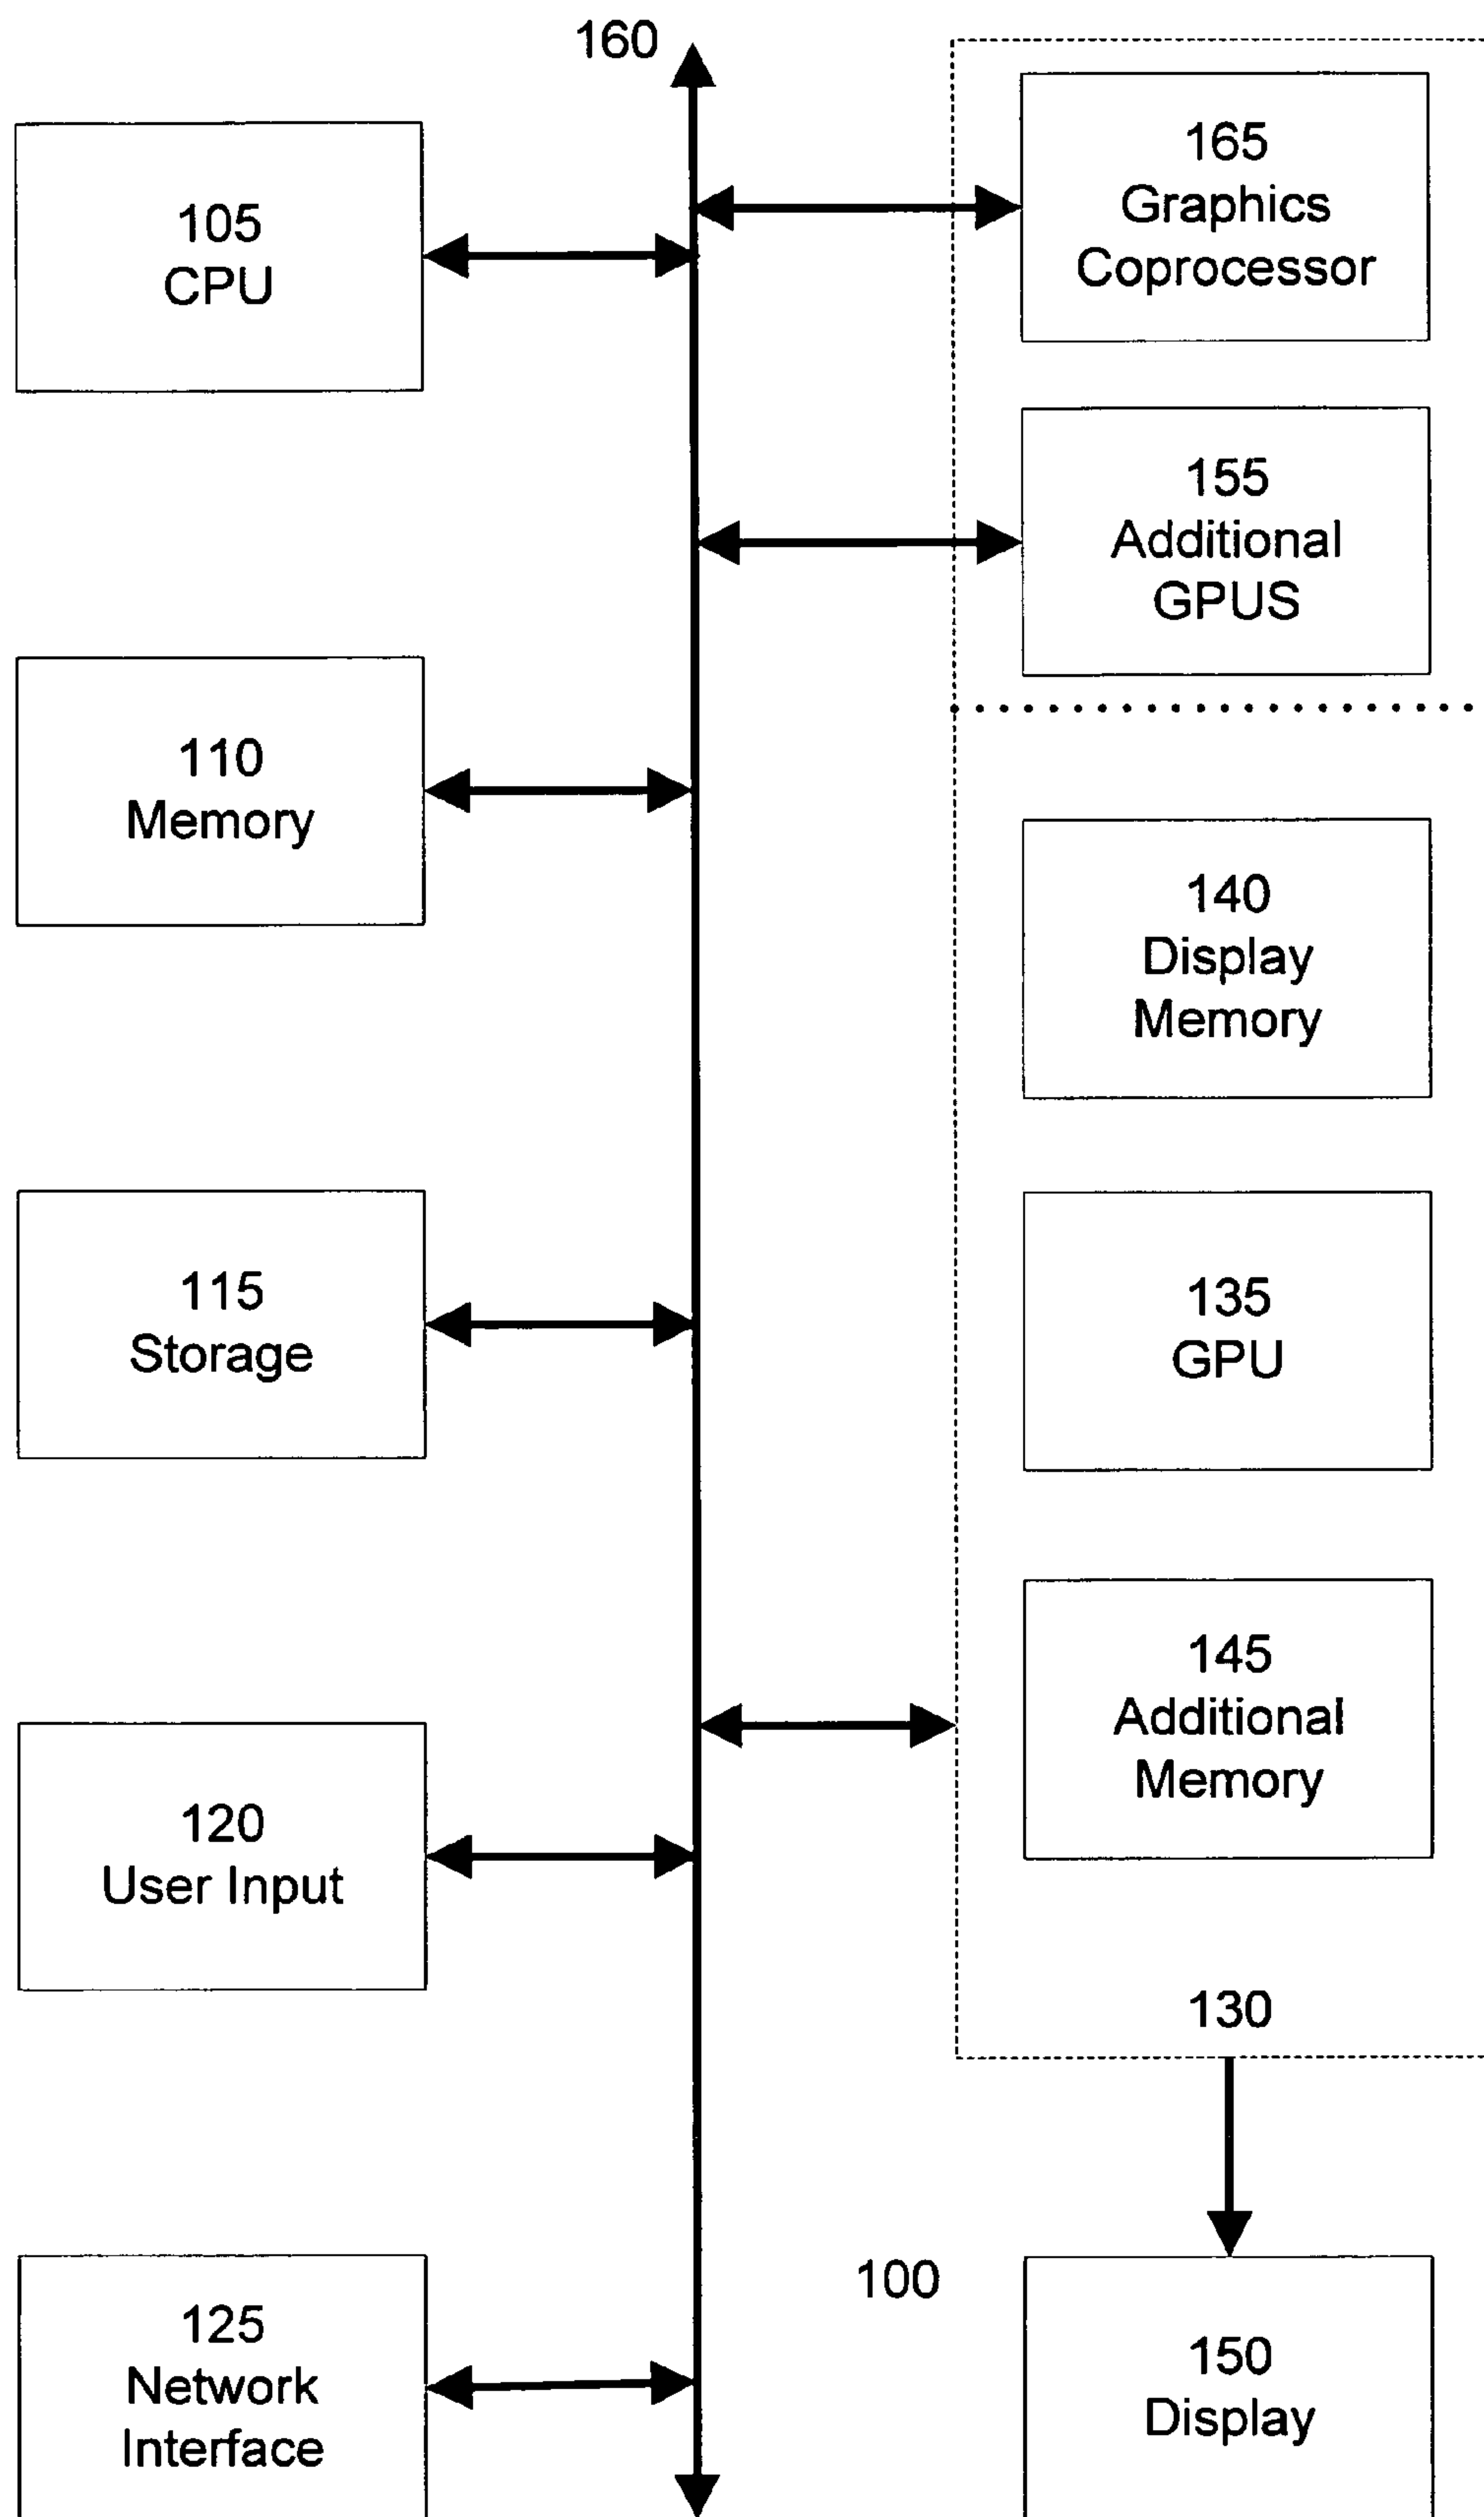 160
105
CPU
110
Memory
115
Storage
120
User Input
125
Network
Interface
165
Graphics
Coprocessor
155
Additional
GPUS
140
Display
Memory
135
GPU
145
Additional
Memory
130
100
150
Display